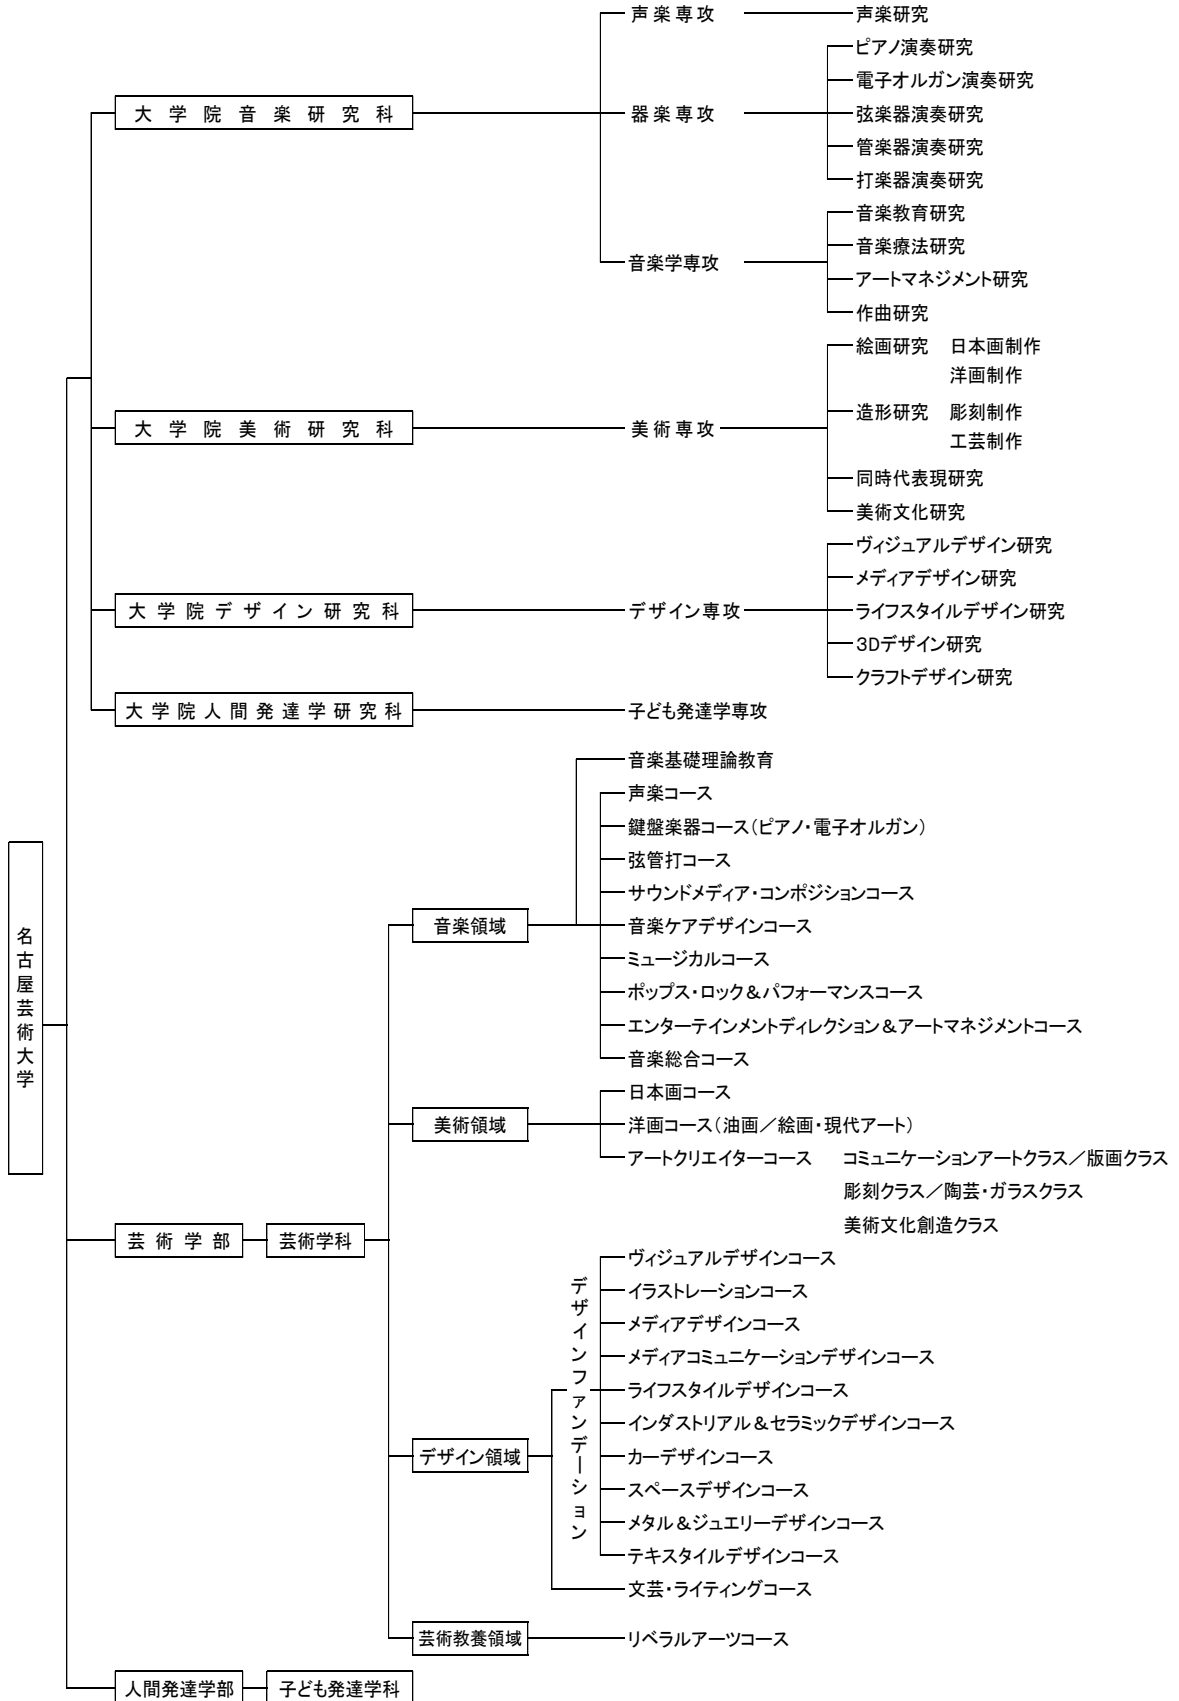 声楽専攻 声楽研究
ピアノ演奏研究
電子オルガン演奏研究
大学院音楽研究科 器楽専攻 弦楽器演奏研究
管楽器演奏研究
打楽器演奏研究
音楽教育研究
音楽療法研究
音楽学専攻
アートマネジメント研究
作曲研究
絵画研究 日本画制作
洋画制作
造形研究 彫刻制作
大学院美術研究科 美術専攻
工芸制作
同時代表現研究
美術文化研究
ヴィジュアルデザイン研究
メディアデザイン研究
大学院デザイン研究科 デザイン専攻 ライフスタイルデザイン研究
3Dデザイン研究
クラフトデザイン研究
大学院人間発達学研究科 子ども発達学専攻
音楽基礎理論教育
声楽コース
鍵盤楽器コース(ピアノ・電子オルガン)
弦管打コース
サウンドメディア・コンポジションコース
音楽領域 音楽ケアデザインコース
ミュージカルコース
ポップス・ロック&パフォーマンスコース
エンターテインメントディレクション&アートマネジメントコース
音楽総合コース
名古屋芸術大学
日本画コース
美術領域 洋画コース(油画/絵画・現代アート)
アートクリエイターコース コミュニケーションアートクラス/版画クラス
彫刻クラス/陶芸・ガラスクラス
美術文化創造クラス
芸術学部 芸術学科
デザインファンデーション
ヴィジュアルデザインコース
イラストレーションコース
メディアデザインコース
メディアコミュニケーションデザインコース
ライフスタイルデザインコース
インダストリアル&セラミックデザインコース
デザイン領域 カーデザインコース
スペースデザインコース
メタル&ジュエリーデザインコース
テキスタイルデザインコース
文芸・ライティングコース
芸術教養領域 リベラルアーツコース
人間発達学部 子ども発達学科